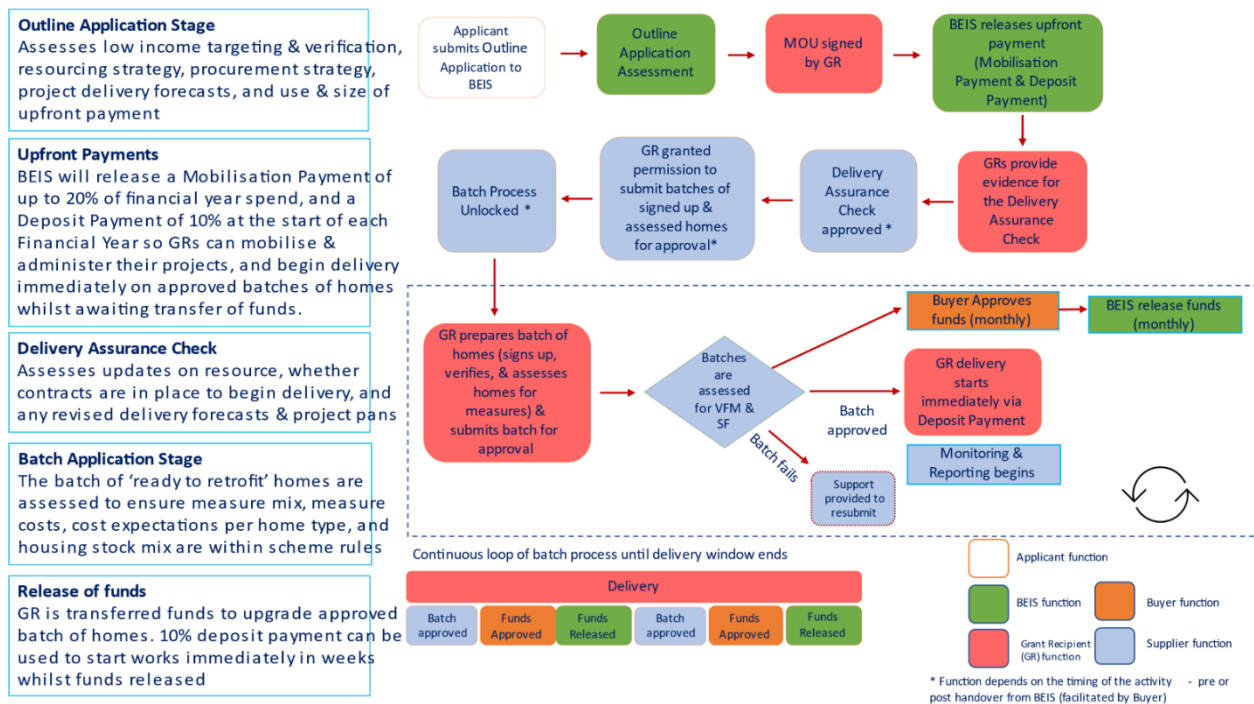 Outline Application Stage
Assesses low income targeting & verification,
resourcing strategy, procurement strategy,
project delivery forecasts, and use & size of
upfront payment
Upfront Payments
BEIS will release a Mobilisation Payment of
up to 20% of financial year spend, and a
Deposit Payment of 10% at the start of each
Financial Year so GRs can mobilise &
administer their projects, and begin delivery
immediately on approved batches of homes
whilst awaiting transfer of funds.
Delivery Assurance Check
Assesses updates on resource, whether
contracts are in place to begin delivery, and
any revised delivery forecasts & project pans
Batch Application Stage
The batch of ‘ready to retrofit’ homes are
assessed to ensure measure mix, measure
costs, cost expectations per home type, and
housing stock mix are within scheme rules
Release of funds
GR is transferred funds to upgrade approved
batch of homes. 10% deposit payment can be
used to start works immediately in weeks
whilst funds released
Applicant
submits Outline
Application to
BEIS
Outline
Application
Assessment
MOU signed
by GR
BEIS releases upfront
payment
(Mobilisation
Payment & Deposit
Payment)
GRs provide
evidence for
the Delivery
Assurance
Check
Delivery
Assurance
Check
approved *
GR granted
permission to
submit batches of
signed up &
assessed homes
for approval*
Batch Process
Unlocked *
GR prepares batch of
homes (signs up,
verifies, & assesses
homes for
measures) &
submits batch for
approval
Batches
are
assessed
for VFM &
SF
Buyer Approves
funds (monthly)
BEIS release funds
(monthly)
Batch
approved
GR delivery
starts
immediately via
Deposit Payment
Batch fails
Support
provided to
resubmit
Monitoring &
Reporting begins
Continuous loop of batch process until delivery window ends
Delivery
Batch
approved
Funds
Approved
Funds
Released
Batch
approved
Funds
Approved
Funds
Released
Applicant function
BEIS function
Buyer function
Grant Recipient
(GR) function
Supplier function
* Function depends on the timing of the activity - pre or
post handover from BEIS (facilitated by Buyer)